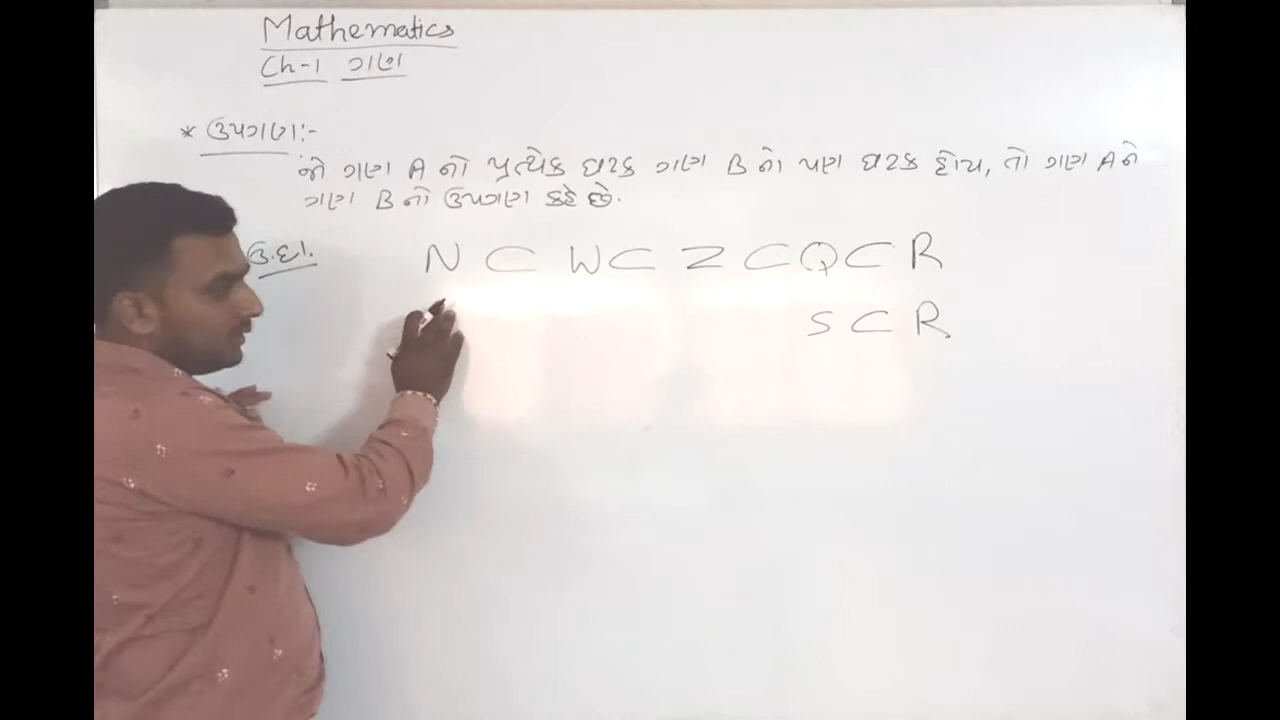 Mathematics
Ch-1 ગણ
* ઉપગણ:-
જો ગણ A નો પ્રત્યેક ઘટક ગણ B નો પણ ઘટક હોય, તો ગણ A ને
ગણ B નો ઉપગણ કહે છે.
ઉ.દા. N ⊂ W ⊂ Z ⊂ Q ⊂ R
S ⊂ R